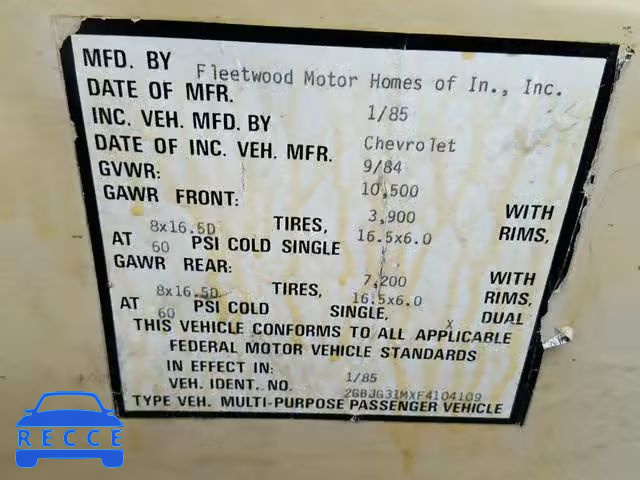 MFD. BY Fleetwood Motor Homes of In., Inc.
DATE OF MFR. 1/85
INC. VEH. MFD. BY Chevrolet
DATE OF INC. VEH. MFR. 9/84
GVWR: 10,500
GAWR FRONT: 3,900 WITH
8x16.5D TIRES, 16.5x6.0 RIMS,
AT 60 PSI COLD SINGLE
GAWR REAR: 7,200 WITH
8x16.5D TIRES, 16.5x6.0 RIMS,
AT 60 PSI COLD SINGLE, X DUAL
THIS VEHICLE CONFORMS TO ALL APPLICABLE
FEDERAL MOTOR VEHICLE STANDARDS
IN EFFECT IN: 1/85
VEH. IDENT. NO. 2GBJG31MXF4104109
TYPE VEH. MULTI-PURPOSE PASSENGER VEHICLE
RECCE